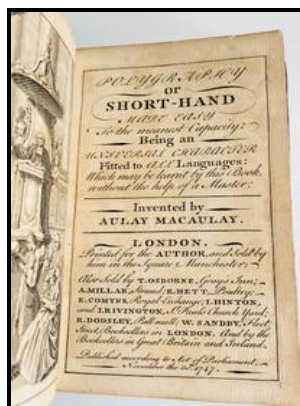 POLYGRAPHY
or
SHORT-HAND
MADE EASY
To the meanest Capacity:
Being an
UNIVERSAL CHARACTER
Fitted to all Languages:
Which may be learnt by this Book,
without the help of a Master.
Invented by
AULAY MACAULAY.
LONDON.
Printed for the AUTHOR, and Sold by
him in the Square Manchester;
Also Sold by T. OSBORNE, Grays Inn;
A. MILLAR, Strand; R. HETT, Poultry;
R. COMYNS, Royal Exchange; J. HINTON,
and J. RIVINGTON, St. Pauls Church Yard;
R. DODSLEY, Pall mall; W. SANDBY, Fleet
Street Booksellers in LONDON. And by the
Booksellers in Great Britain and Ireland.
Published according to Act of Parliament,
November the 1747.